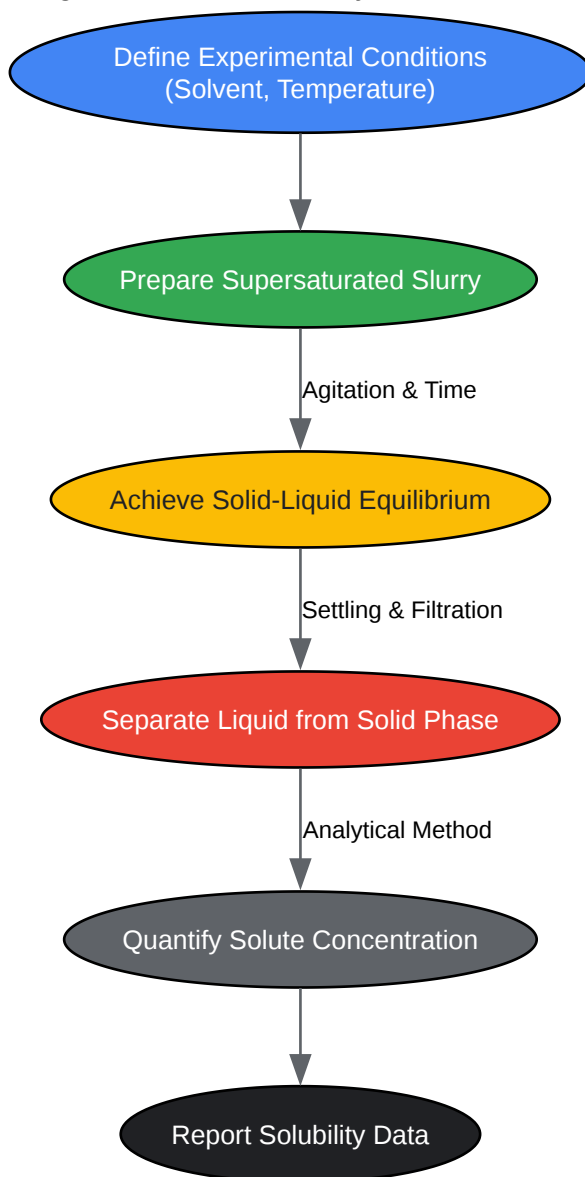 Define Experimental Conditions
(Solvent, Temperature)
Prepare Supersaturated Slurry
Agitation & Time
Achieve Solid-Liquid Equilibrium
Settling & Filtration
Separate Liquid from Solid Phase
Analytical Method
Quantify Solute Concentration
Report Solubility Data